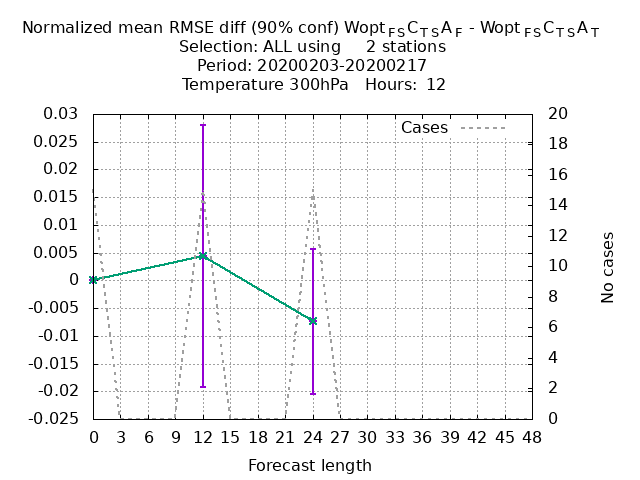 Normalized mean RMSE diff (90% conf) Wopt_FS C_TS A_F - Wopt_FS C_TS A_T
Selection: ALL using 2 stations
Period: 20200203-20200217
Temperature 300hPa Hours: 12
Cases
0.03
0.025
0.02
0.015
0.01
0.005
0
-0.005
-0.01
-0.015
-0.02
-0.025
20
18
16
14
12
10
8
6
4
2
0
No cases
0 3 6 9 12 15 18 21 24 27 30 33 36 39 42 45 48
Forecast length